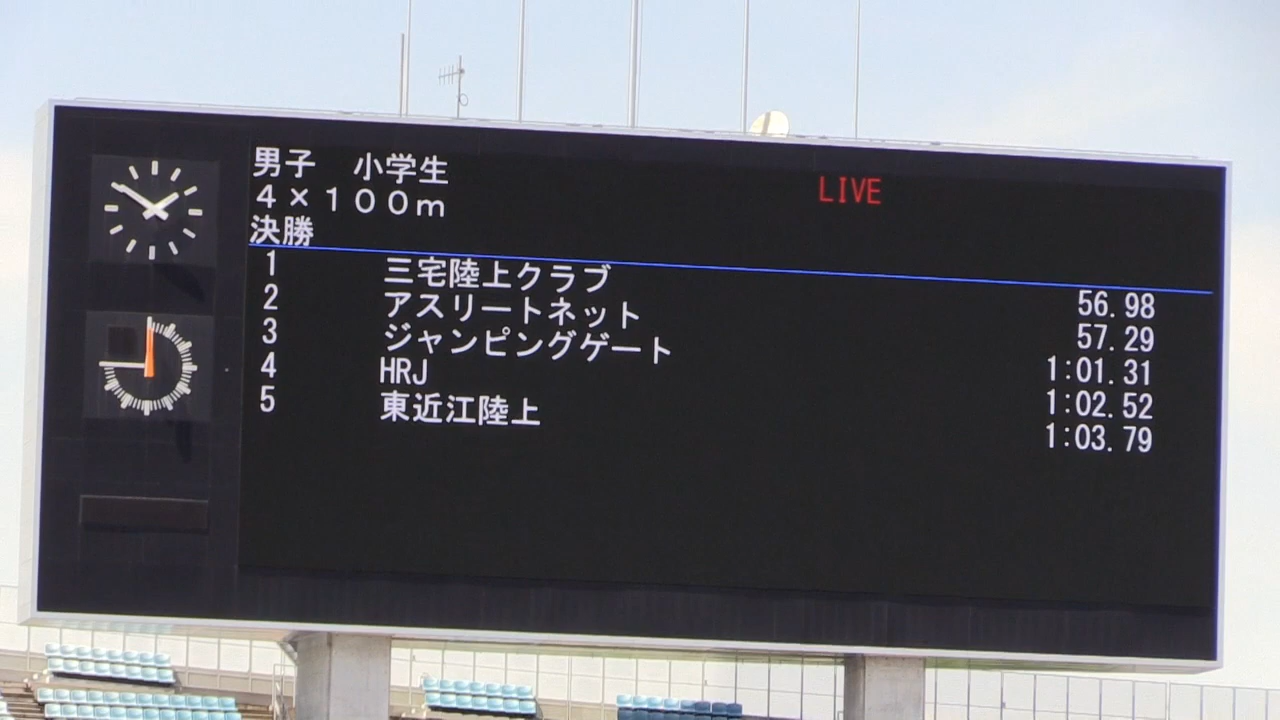 男子　小学生
LIVE
４×１００ｍ
決勝
1 三宅陸上クラブ 56.98
2 アスリートネット 57.29
3 ジャンピングゲート 1:01.31
4 HRJ 1:02.52
5 東近江陸上 1:03.79